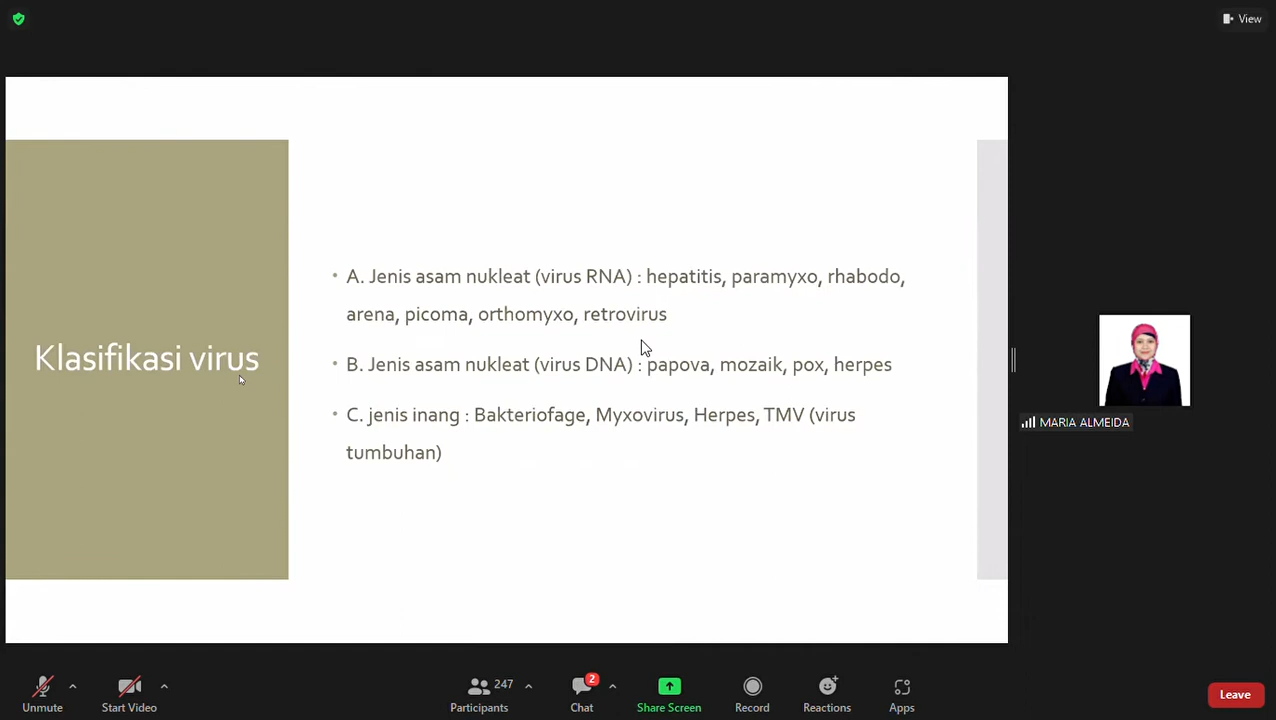 View
Klasifikasi virus
• A. Jenis asam nukleat (virus RNA) : hepatitis, paramyxo, rhabodo,
arena, picoma, orthomyxo, retrovirus
• B. Jenis asam nukleat (virus DNA) : papova, mozaik, pox, herpes
• C. jenis inang : Bakteriofage, Myxovirus, Herpes, TMV (virus
tumbuhan)
MARIA ALMEIDA
Unmute
Start Video
247
Participants
2
Chat
Share Screen
Record
Reactions
Apps
Leave